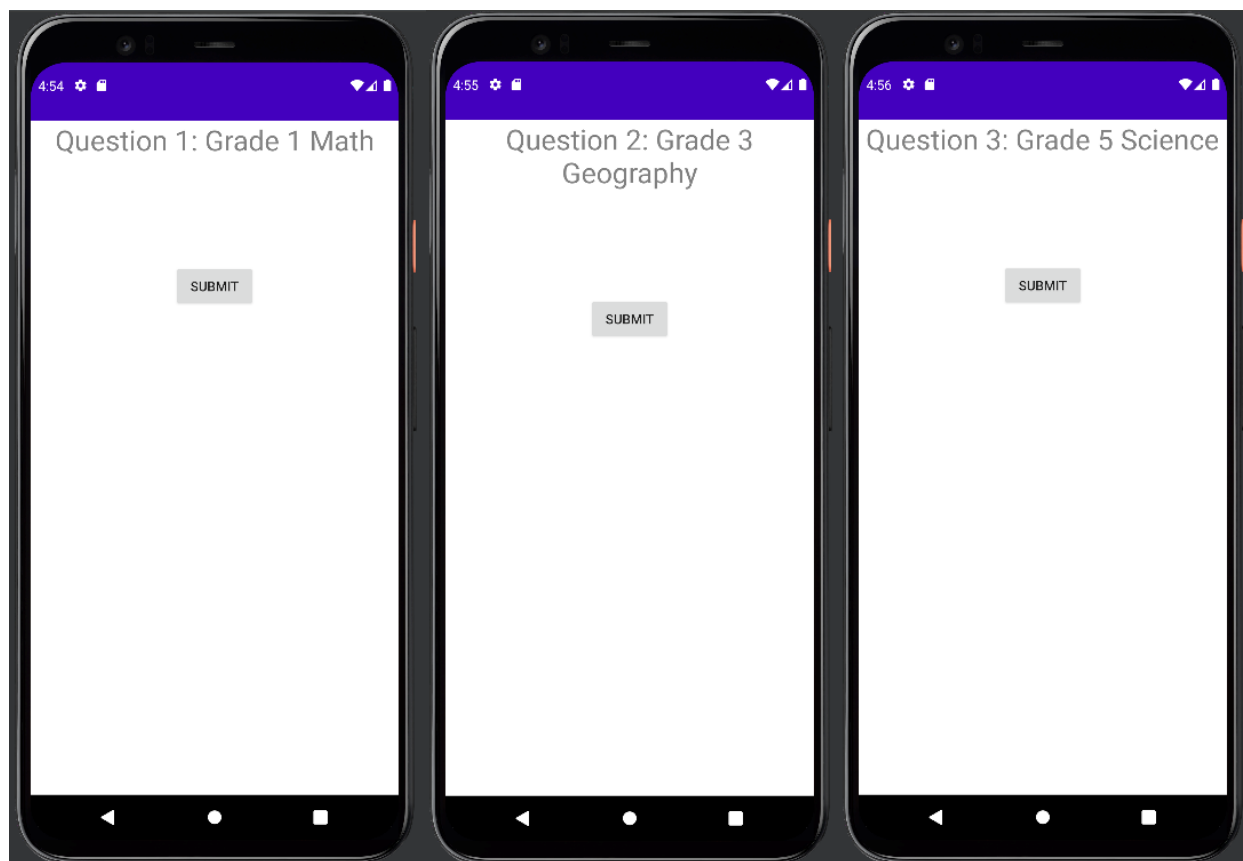 4:54
Question 1: Grade 1 Math
SUBMIT
4:55
Question 2: Grade 3
Geography
SUBMIT
4:56
Question 3: Grade 5 Science
SUBMIT